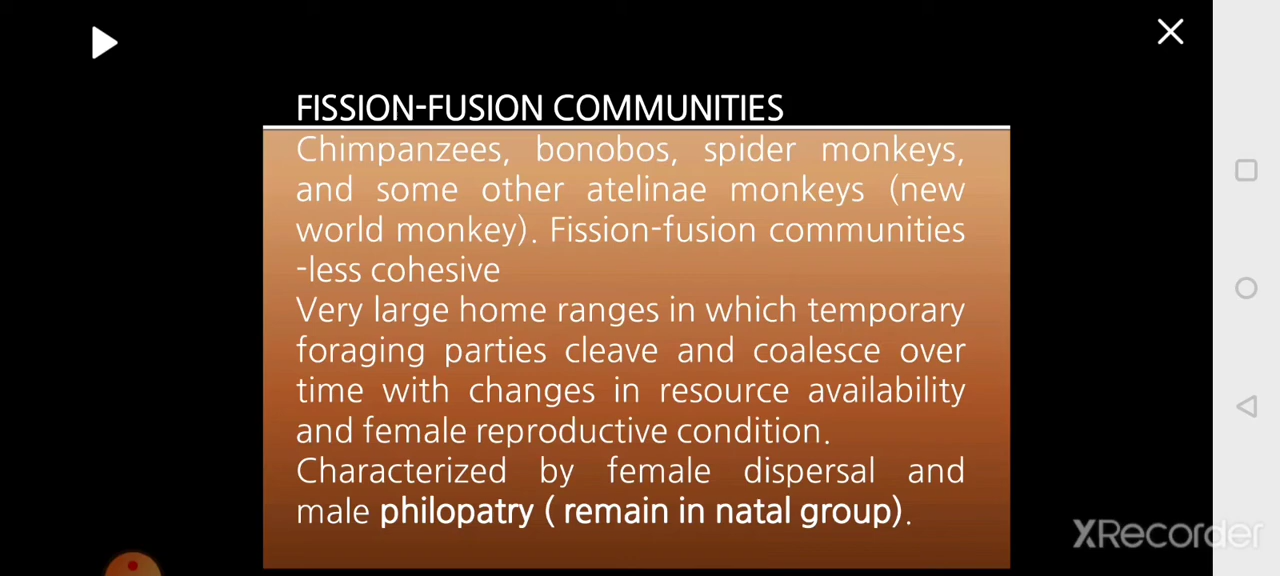 FISSION-FUSION COMMUNITIES
Chimpanzees, bonobos, spider monkeys,
and some other atelinae monkeys (new
world monkey). Fission-fusion communities
-less cohesive
Very large home ranges in which temporary
foraging parties cleave and coalesce over
time with changes in resource availability
and female reproductive condition.
Characterized by female dispersal and
male philopatry ( remain in natal group).
XRecorder